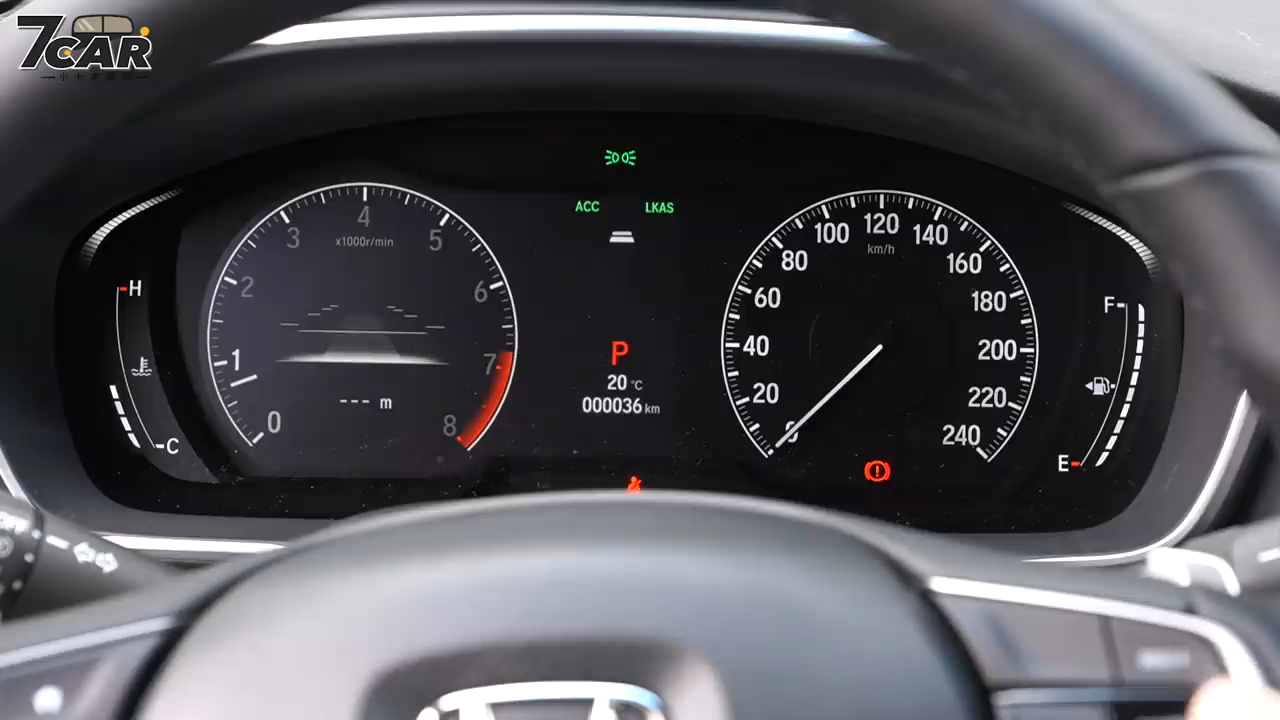 7CAR
ACC LKAS
0 1 2 3 4 5 6 7 8
x1000r/min
--- m
H
C
P
20 °C
000036 km
0 20 40 60 80 100 120 140 160 180 200 220 240
km/h
F
E